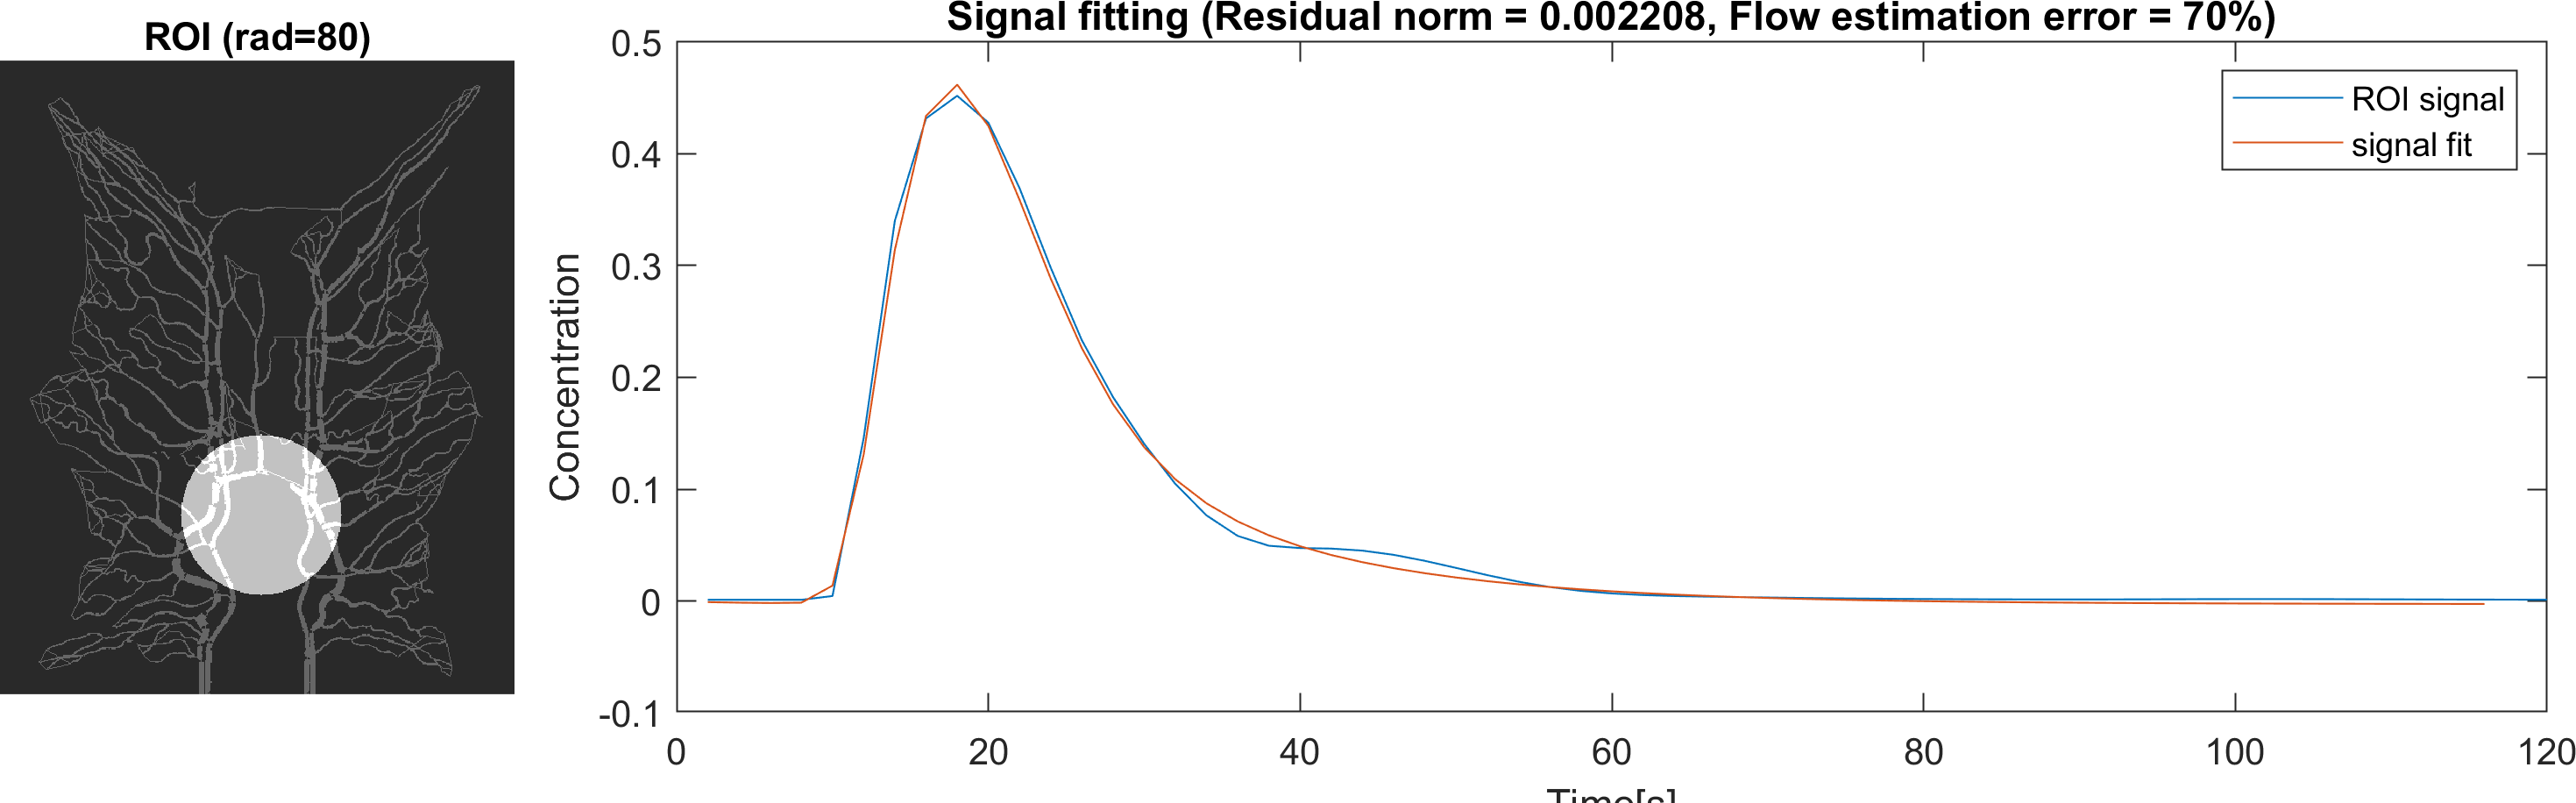 ROI (rad=80)
Signal fitting (Residual norm = 0.002208, Flow estimation error = 70%)
0.5
0.4
0.3
0.2
0.1
0
-0.1
Concentration
ROI signal
signal fit
0 20 40 60 80 100 120
Time[s]